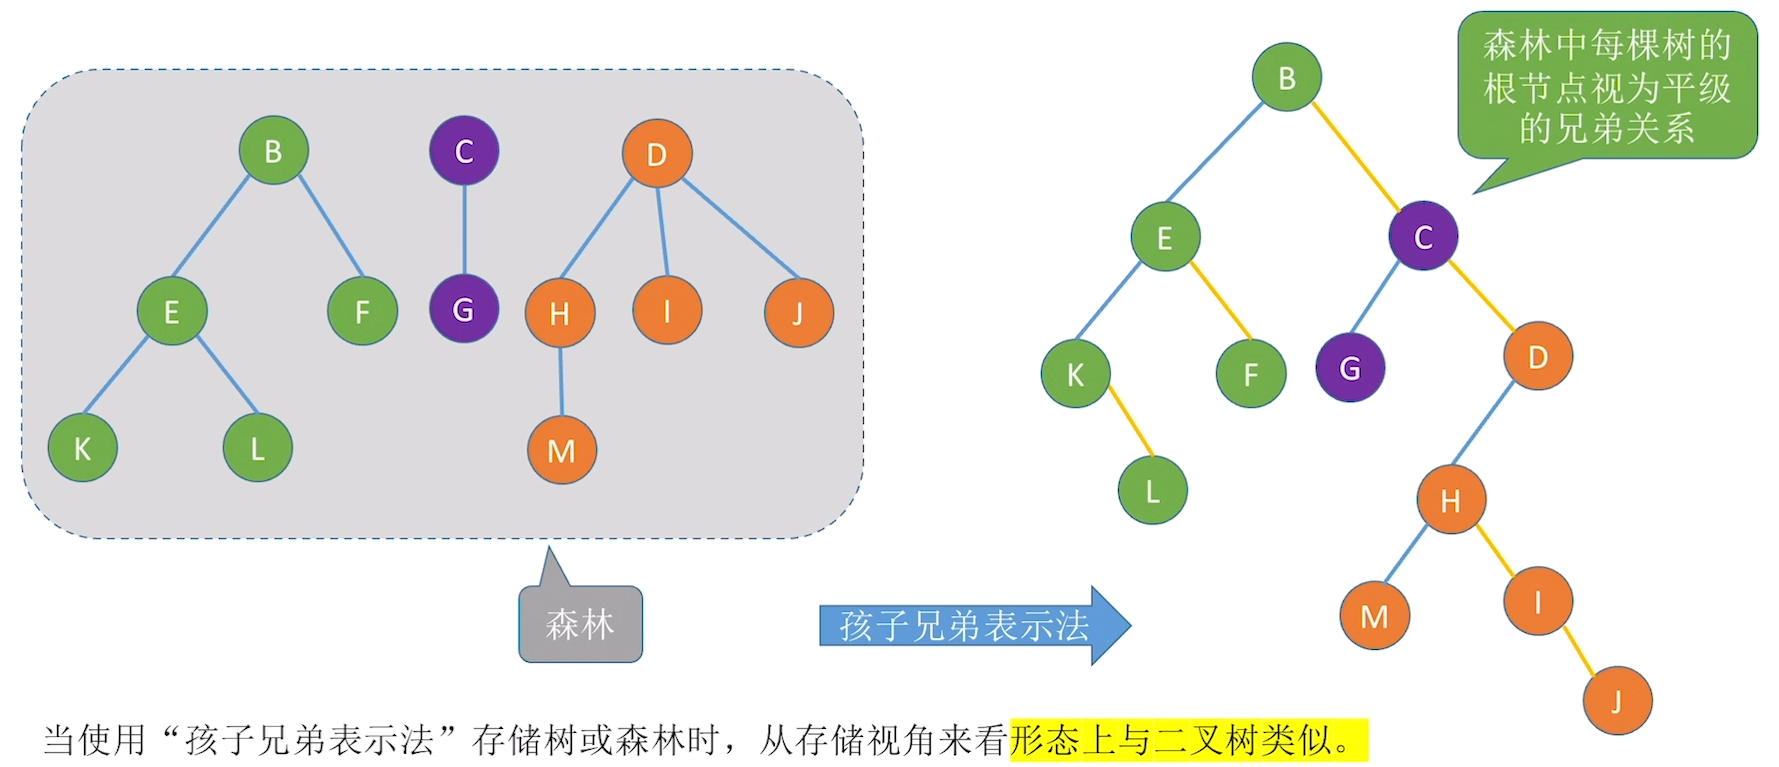 B
C
D
E
F
G
H
I
J
K
L
M
森林
孩子兄弟表示法
森林中每棵树的
根节点视为平级
的兄弟关系
B
E
C
K
F
G
D
L
H
M
I
J
当使用“孩子兄弟表示法”存储树或森林时，从存储视角来看形态上与二叉树类似。